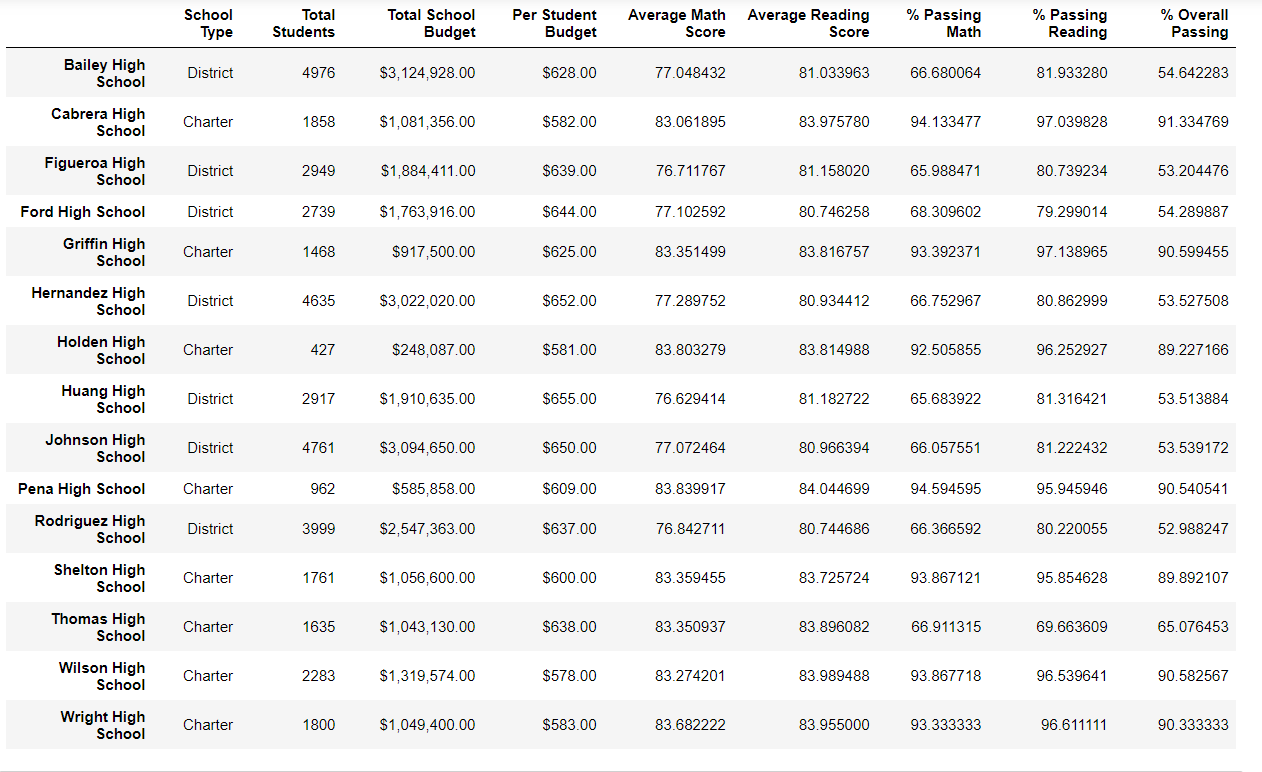 School Type Total Students Total School Budget Per Student Budget Average Math Score Average Reading Score % Passing Math % Passing Reading % Overall Passing
Bailey High School District 4976 $3,124,928.00 $628.00 77.048432 81.033963 66.680064 81.933280 54.642283
Cabrera High School Charter 1858 $1,081,356.00 $582.00 83.061895 83.975780 94.133477 97.039828 91.334769
Figueroa High School District 2949 $1,884,411.00 $639.00 76.711767 81.158020 65.988471 80.739234 53.204476
Ford High School District 2739 $1,763,916.00 $644.00 77.102592 80.746258 68.309602 79.299014 54.289887
Griffin High School Charter 1468 $917,500.00 $625.00 83.351499 83.816757 93.392371 97.138965 90.599455
Hernandez High School District 4635 $3,022,020.00 $652.00 77.289752 80.934412 66.752967 80.862999 53.527508
Holden High School Charter 427 $248,087.00 $581.00 83.803279 83.814988 92.505855 96.252927 89.227166
Huang High School District 2917 $1,910,635.00 $655.00 76.629414 81.182722 65.683922 81.316421 53.513884
Johnson High School District 4761 $3,094,650.00 $650.00 77.072464 80.966394 66.057551 81.222432 53.539172
Pena High School Charter 962 $585,858.00 $609.00 83.839917 84.044699 94.594595 95.945946 90.540541
Rodriguez High School District 3999 $2,547,363.00 $637.00 76.842711 80.744686 66.366592 80.220055 52.988247
Shelton High School Charter 1761 $1,056,600.00 $600.00 83.359455 83.725724 93.867121 95.854628 89.892107
Thomas High School Charter 1635 $1,043,130.00 $638.00 83.350937 83.896082 66.911315 69.663609 65.076453
Wilson High School Charter 2283 $1,319,574.00 $578.00 83.274201 83.989488 93.867718 96.539641 90.582567
Wright High School Charter 1800 $1,049,400.00 $583.00 83.682222 83.955000 93.333333 96.611111 90.333333